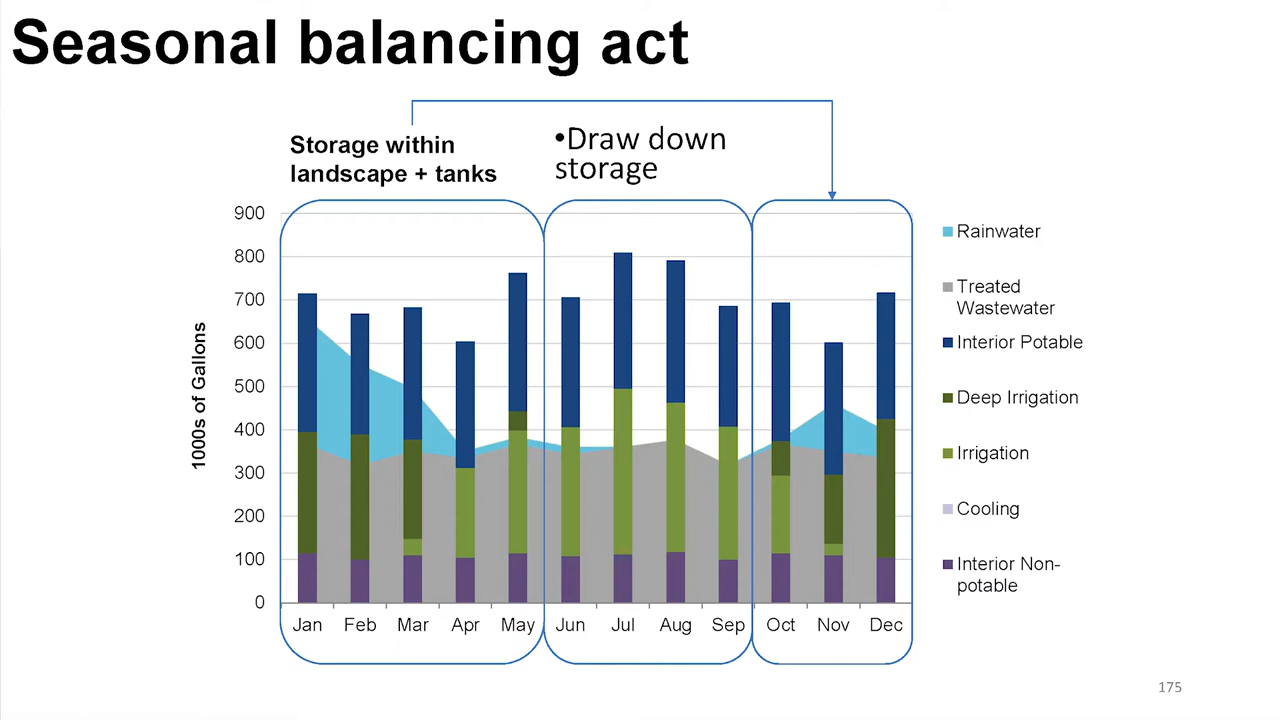 Seasonal balancing act
Storage within
landscape + tanks
•Draw down
storage
1000s of Gallons
900
800
700
600
500
400
300
200
100
0
Jan Feb Mar Apr May Jun Jul Aug Sep Oct Nov Dec
Rainwater
Treated
Wastewater
Interior Potable
Deep Irrigation
Irrigation
Cooling
Interior Non-
potable
175